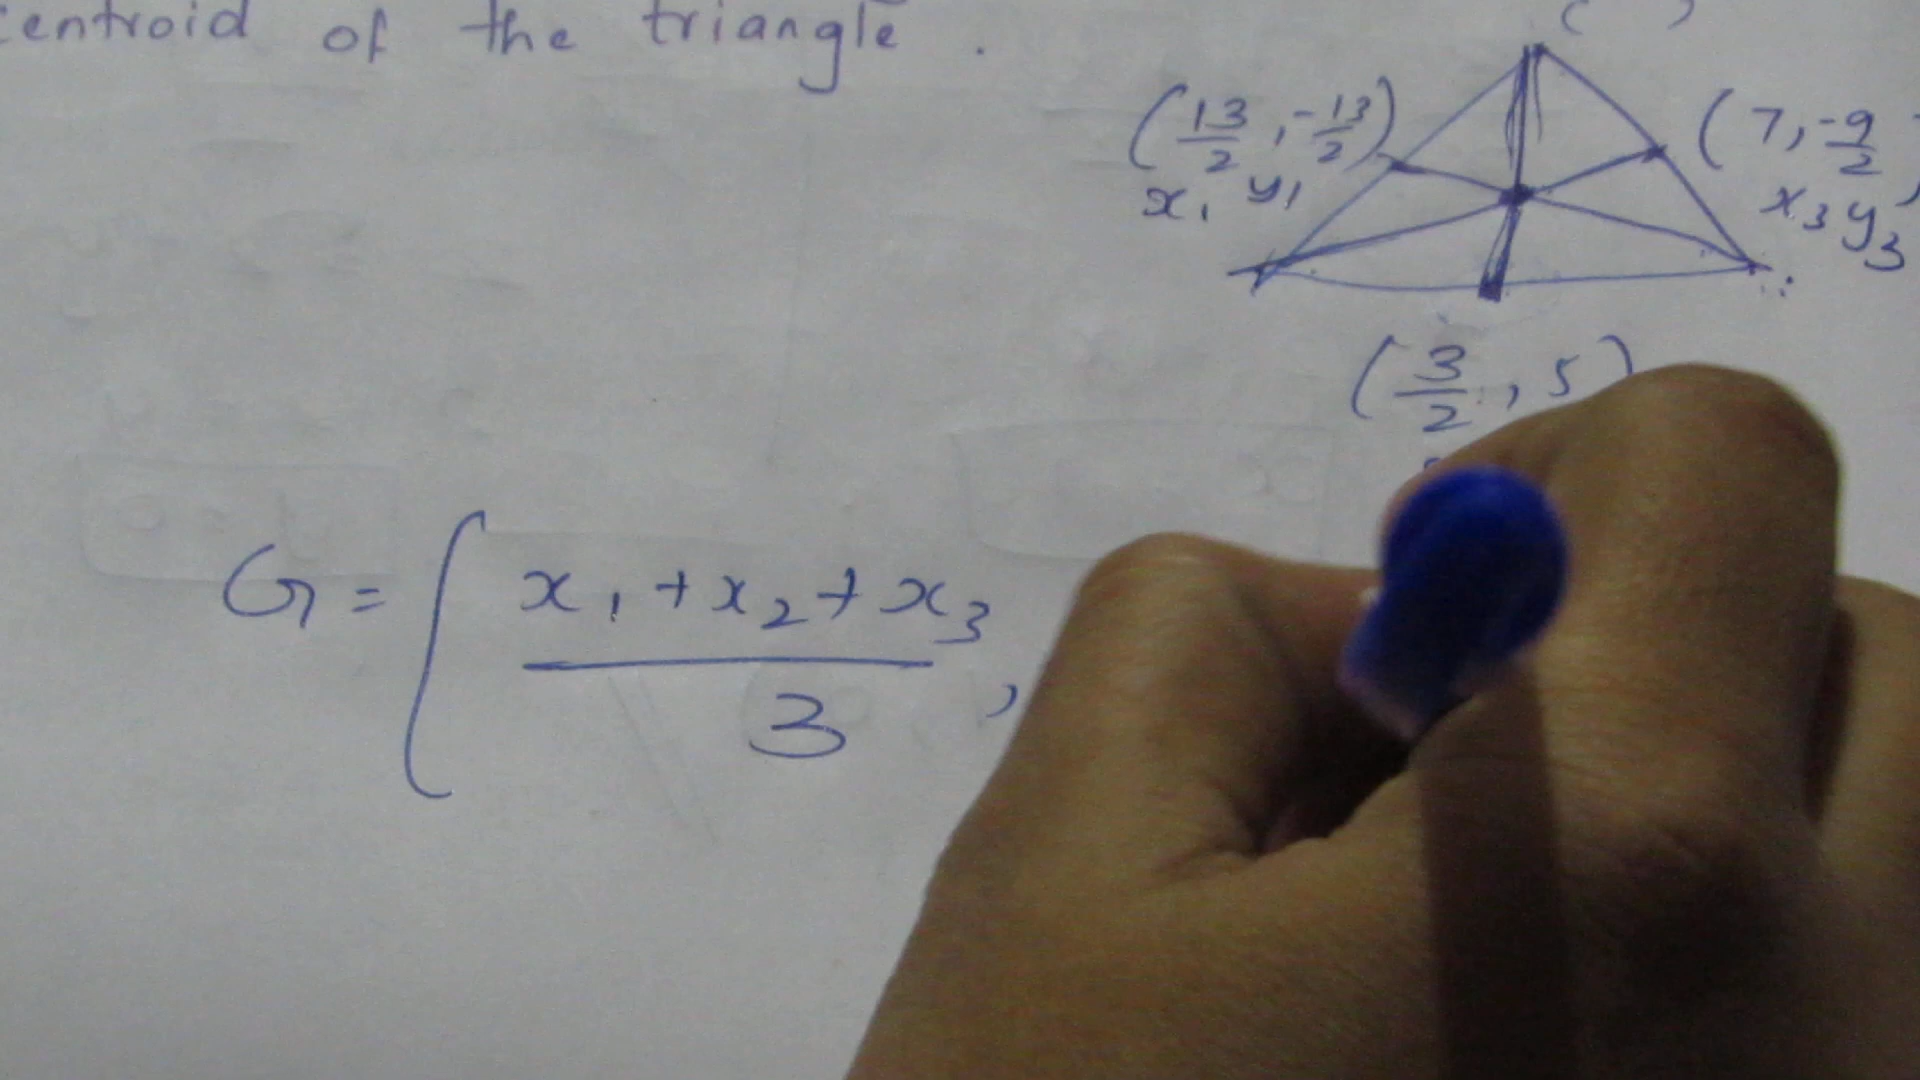 centroid of the triangle .
(13/2 , -13/2)
x1 y1
(7, -9/2
x3 y3
(3/2 , 5)
G = ( x1 + x2 + x3 / 3 ,